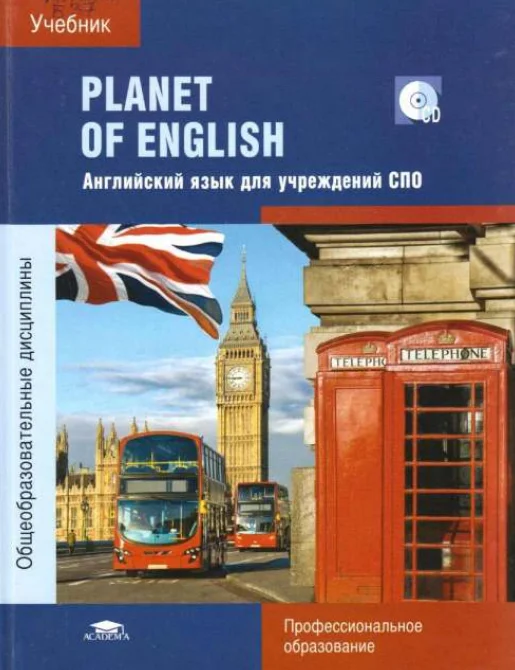 Учебник
PLANET
OF ENGLISH
CD
Английский язык для учреждений СПО
Общеобразовательные дисциплины
TELEPHONE
TELEPHONE
ACADEMA
Профессиональное
образование